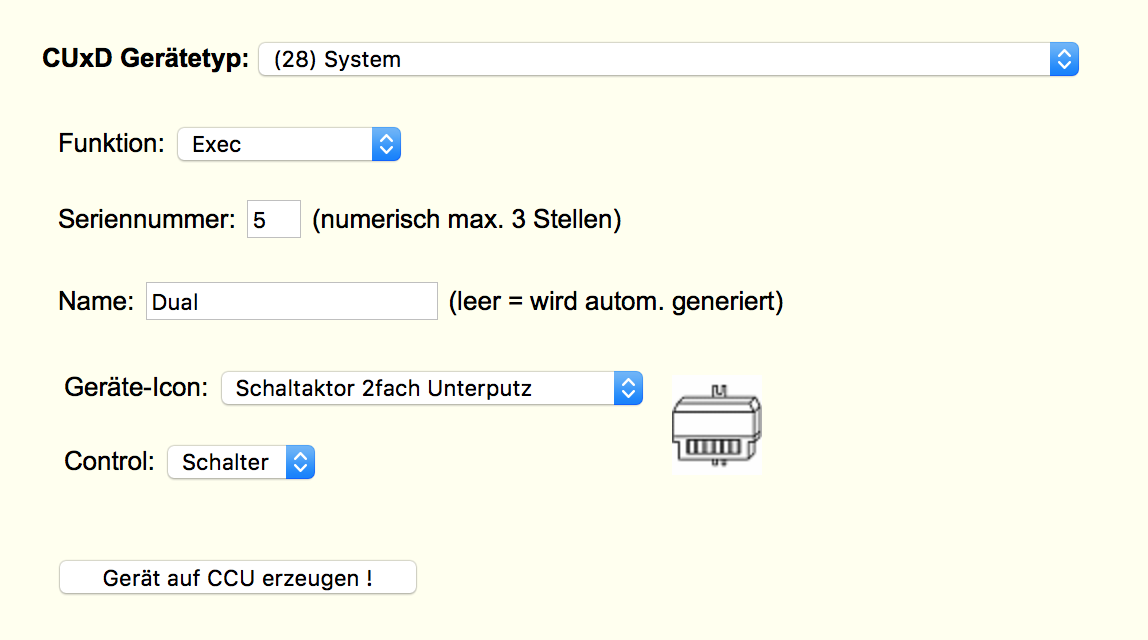 CUxD Gerätetyp: (28) System
Funktion: Exec
Seriennummer: 5 (numerisch max. 3 Stellen)
Name: Dual (leer = wird autom. generiert)
Geräte-Icon: Schaltaktor 2fach Unterputz
Control: Schalter
Gerät auf CCU erzeugen !